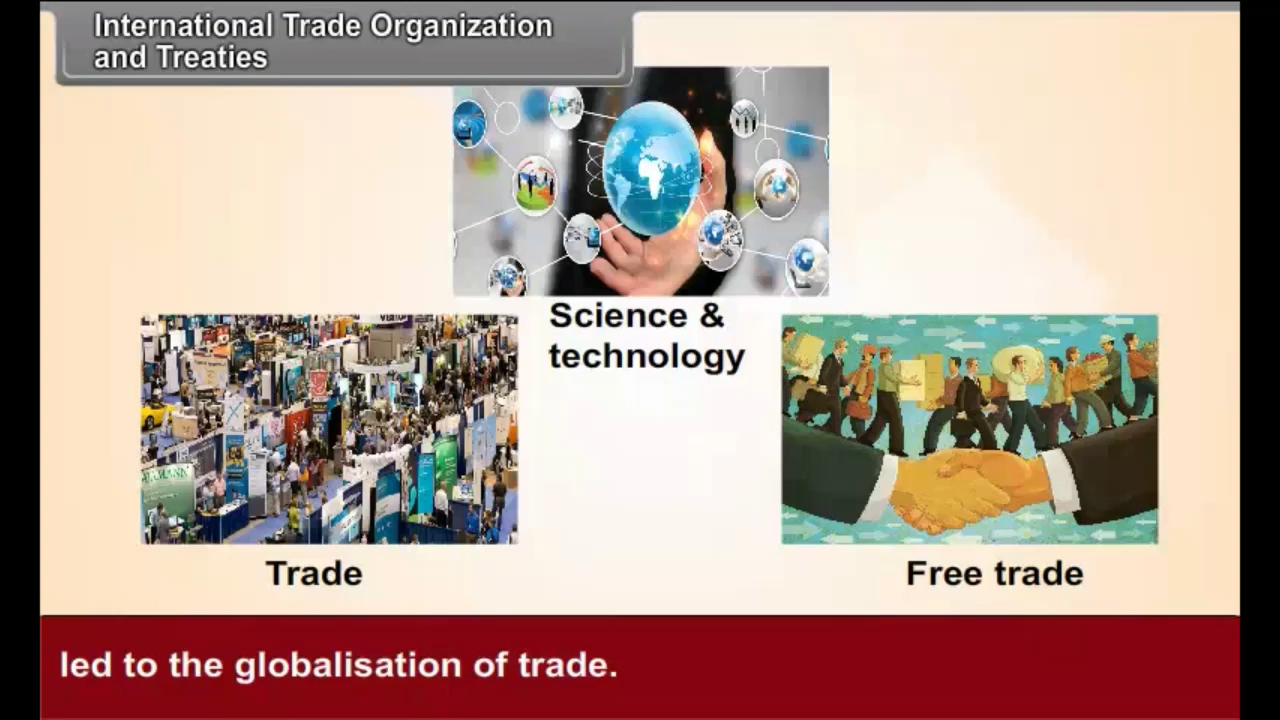 International Trade Organization
and Treaties
Science &
technology
Trade
Free trade
led to the globalisation of trade.